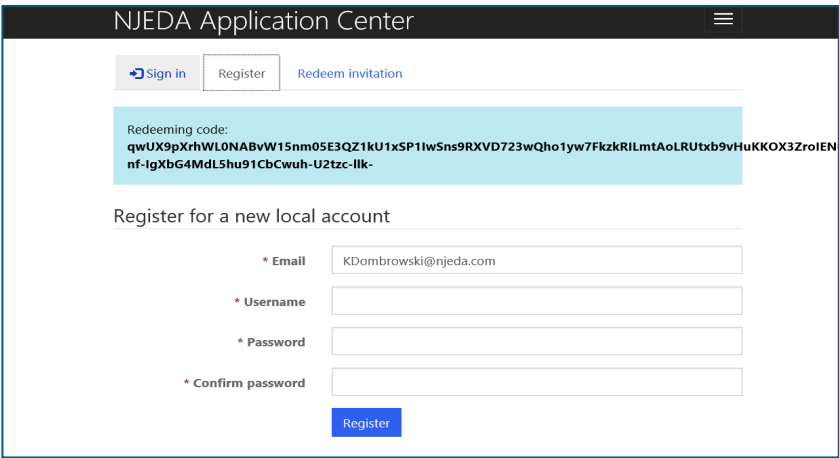 NJEDA Application Center
Sign in Register Redeem invitation
Redeeming code:
qwUX9pXrhWL0NABvW15nm05E3QZ1kU1xSP1IwSns9RXVD723wQho1yw7FkzkRILmtAoLRUtxb9vHuKKOX3ZroIEN
nf-IgXbG4MdL5hu91CbCwuh-U2tzc-llk-
Register for a new local account
* Email KDombrowski@njeda.com
* Username
* Password
* Confirm password
Register